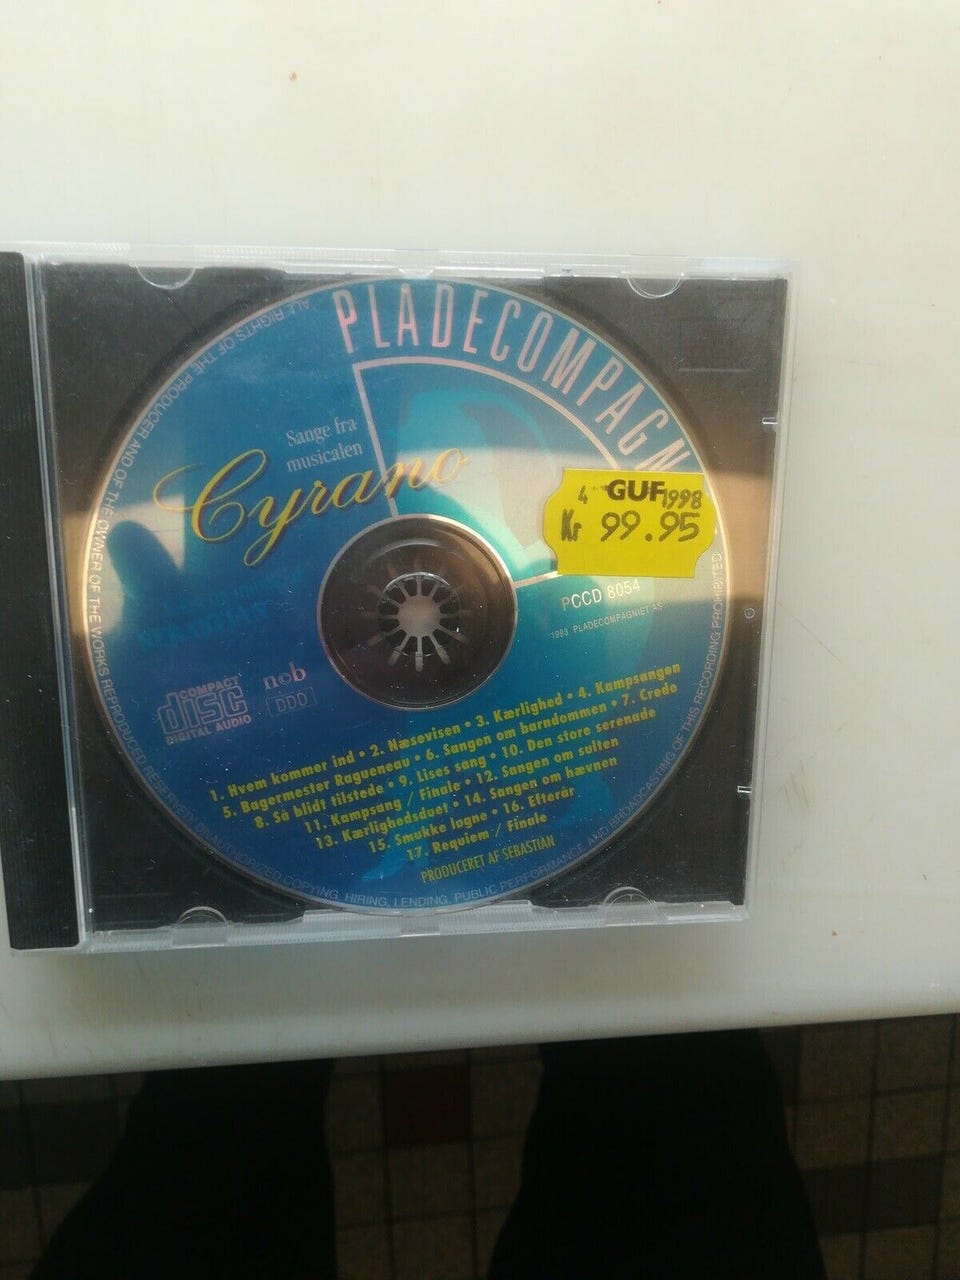 PLADECOMPAGN
ALL RIGHTS OF THE PRODUCER AND OF THE OWNER OF THE WORKS REPRODUCED RESERVED. UNAUTHORIZED COPYING, HIRING, LENDING, PUBLIC PERFORMANCE AND BROADCASTING OF THIS RECORDING PROHIBITED
Sange fra
musicalen
Cyrano
4 GUF 1998
Kr 99.95
PCCD 8054
1993 PLADECOMPAGNIET AS
COMPACT
disc
DIGITAL AUDIO
ncb
DDD
1. Hvem kommer ind • 2. Næsevisen • 3. Kærlighed • 4. Kampsangen
5. Bagermester Ragueneau • 6. Sangen om barndommen • 7. Credo
8. Så blidt tilstede • 9. Lises sang • 10. Den store serenade
11. Kampsang / Finale • 12. Sangen om sulten
13. Kærlighedsduet • 14. Sangen om hævnen
15. Smukke løgne • 16. Efterår
17. Requiem / Finale
PRODUCERET AF SEBASTIAN